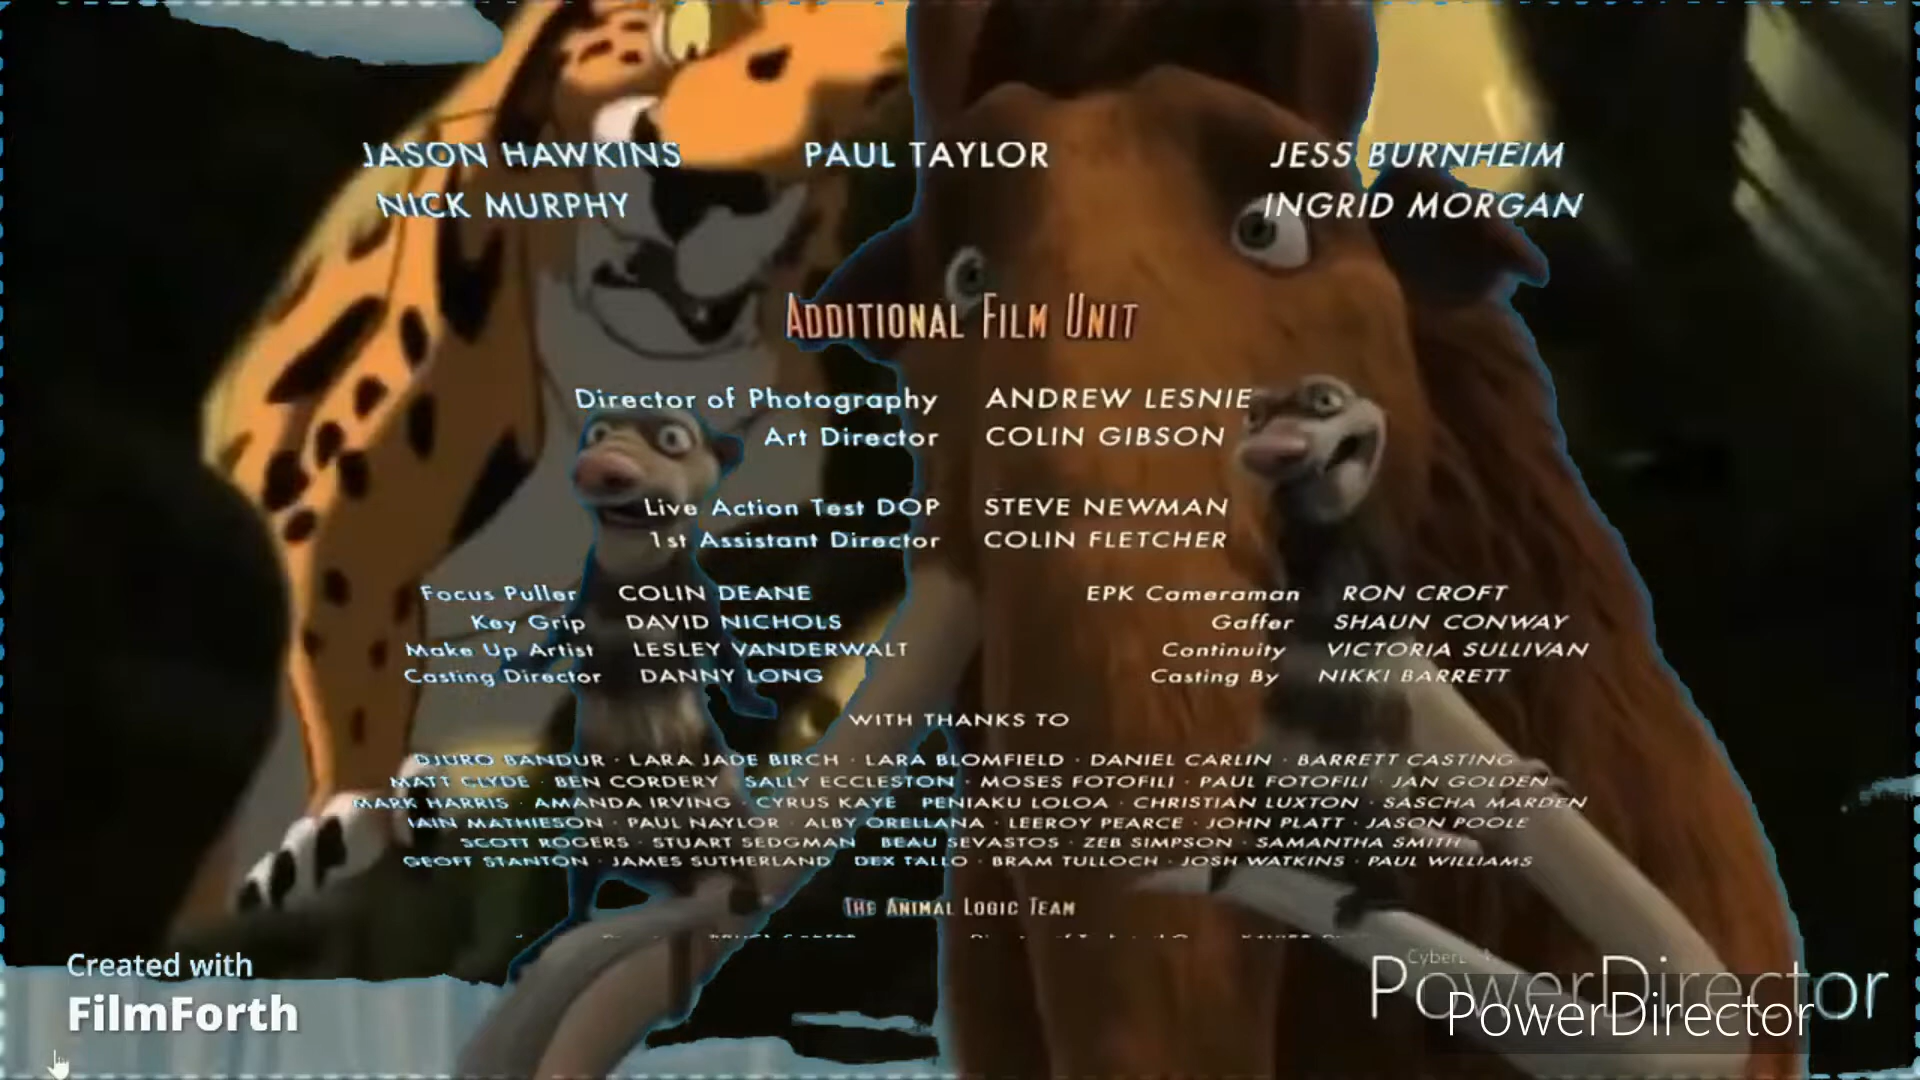 JASON HAWKINS PAUL TAYLOR JESS BURNHEIM
NICK MURPHY INGRID MORGAN
ADDITIONAL FILM UNIT
Director of Photography ANDREW LESNIE
Art Director COLIN GIBSON
Live Action Test DOP STEVE NEWMAN
1st Assistant Director COLIN FLETCHER
Focus Puller COLIN DEANE EPK Cameraman RON CROFT
Key Grip DAVID NICHOLS Gaffer SHAUN CONWAY
Make Up Artist LESLEY VANDERWALT Continuity VICTORIA SULLIVAN
Casting Director DANNY LONG Casting By NIKKI BARRETT
WITH THANKS TO
DJURO BANDUR · LARA JADE BIRCH · LARA BLOMFIELD · DANIEL CARLIN · BARRETT CASTING
MATT CLYDE · BEN CORDERY SALLY ECCLESTON · MOSES FOTOFILI · PAUL FOTOFILI · JAN GOLDEN
MARK HARRIS · AMANDA IRVING · CYRUS KAYE PENIAKU LOLOA · CHRISTIAN LUXTON · SASCHA MARDEN
IAIN MATHIESON · PAUL NAYLOR · ALBY ORELLANA · LEEROY PEARCE · JOHN PLATT · JASON POOLE
SCOTT ROGERS · STUART SEDGMAN BEAU SEVASTOS · ZEB SIMPSON · SAMANTHA SMITH
GEOFF STANTON · JAMES SUTHERLAND DEX TALLO · BRAM TULLOCH · JOSH WATKINS · PAUL WILLIAMS
THE ANIMAL LOGIC TEAM
Created with
FilmForth
PowerDirector
PowerDirector